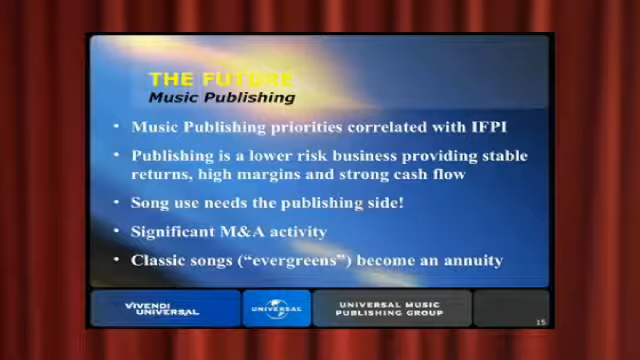 THE FUTURE
Music Publishing
• Music Publishing priorities correlated with IFPI
• Publishing is a lower risk business providing stable
returns, high margins and strong cash flow
• Song use needs the publishing side!
• Significant M&A activity
• Classic songs (“evergreens”) become an annuity
VIVENDI
UNIVERSAL
UNIVERSAL
UNIVERSAL MUSIC
PUBLISHING GROUP
15